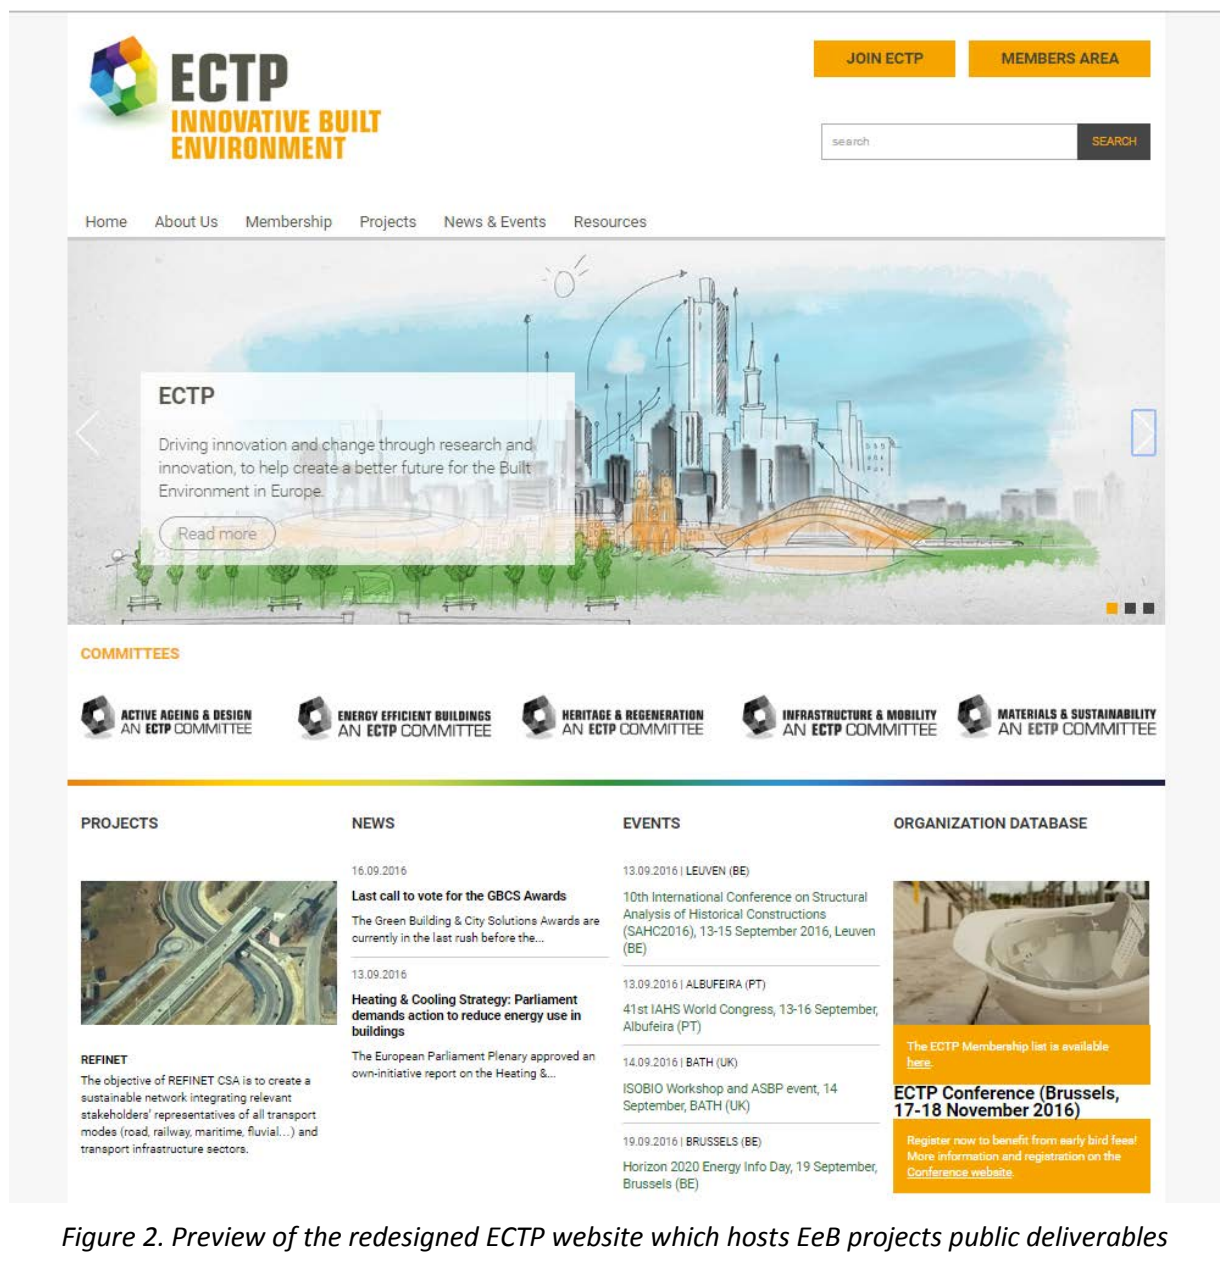 ECTP
INNOVATIVE BUILT
ENVIRONMENT
JOIN ECTP
MEMBERS AREA
search
SEARCH
Home About Us Membership Projects News & Events Resources
ECTP
Driving innovation and change through research and
innovation, to help create a better future for the Built
Environment in Europe.
Read more
COMMITTEES
ACTIVE AGEING & DESIGN
AN ECTP COMMITTEE
ENERGY EFFICIENT BUILDINGS
AN ECTP COMMITTEE
HERITAGE & REGENERATION
AN ECTP COMMITTEE
INFRASTRUCTURE & MOBILITY
AN ECTP COMMITTEE
MATERIALS & SUSTAINABILITY
AN ECTP COMMITTEE
PROJECTS
REFINET
The objective of REFINET CSA is to create a
sustainable network integrating relevant
stakeholders' representatives of all transport
modes (road, railway, maritime, fluvial...) and
transport infrastructure sectors.
NEWS
16.09.2016
Last call to vote for the GBCS Awards
The Green Building & City Solutions Awards are
currently in the last rush before the...
13.09.2016
Heating & Cooling Strategy: Parliament
demands action to reduce energy use in
buildings
The European Parliament Plenary approved an
own-initiative report on the Heating &...
EVENTS
13.09.2016 | LEUVEN (BE)
10th International Conference on Structural
Analysis of Historical Constructions
(SAHC2016), 13-15 September 2016, Leuven
(BE)
13.09.2016 | ALBUFEIRA (PT)
41st IAHS World Congress, 13-16 September,
Albufeira (PT)
14.09.2016 | BATH (UK)
ISOBIO Workshop and ASBP event, 14
September, BATH (UK)
19.09.2016 | BRUSSELS (BE)
Horizon 2020 Energy Info Day, 19 September,
Brussels (BE)
ORGANIZATION DATABASE
The ECTP Membership list is available
here.
ECTP Conference (Brussels,
17-18 November 2016)
Register now to benefit from early bird fees!
More information and registration on the
Conference website.
Figure 2. Preview of the redesigned ECTP website which hosts EeB projects public deliverables